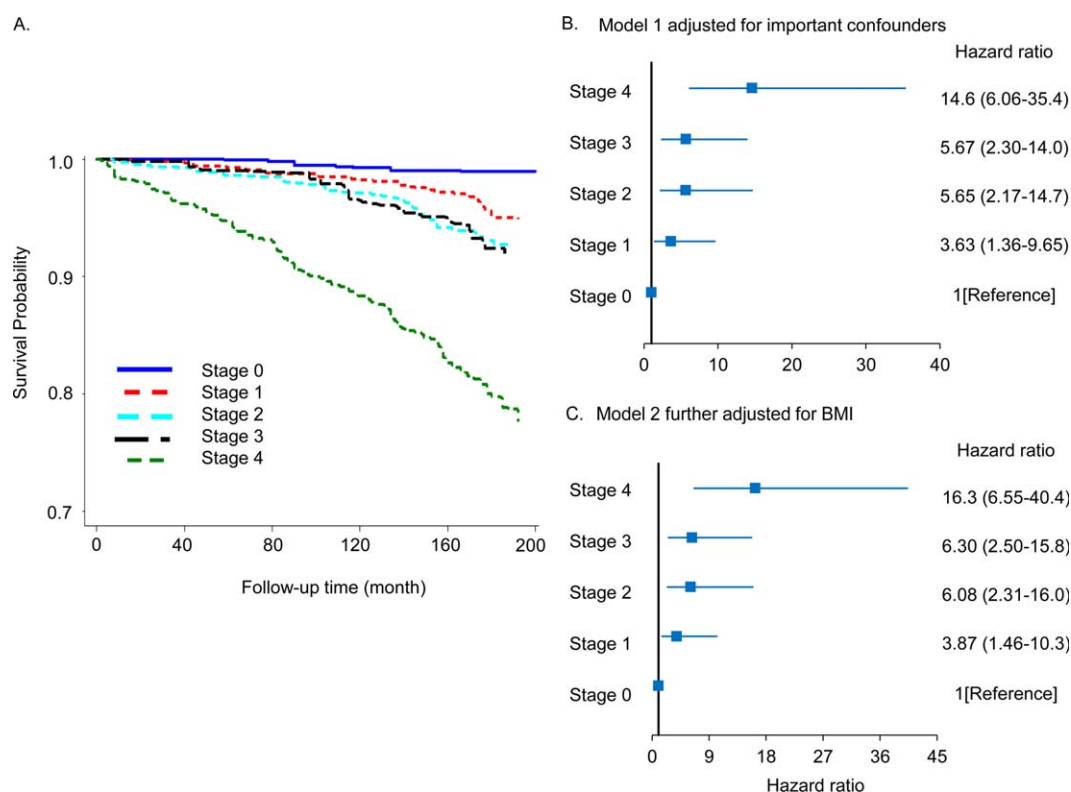 A.
1.0
0.9
0.8
0.7
Survival Probability
Stage 0
Stage 1
Stage 2
Stage 3
Stage 4
0 40 80 120 160 200
Follow-up time (month)
B. Model 1 adjusted for important confounders
Hazard ratio
Stage 4 14.6 (6.06-35.4)
Stage 3 5.67 (2.30-14.0)
Stage 2 5.65 (2.17-14.7)
Stage 1 3.63 (1.36-9.65)
Stage 0 1[Reference]
0 10 20 30 40
C. Model 2 further adjusted for BMI
Hazard ratio
Stage 4 16.3 (6.55-40.4)
Stage 3 6.30 (2.50-15.8)
Stage 2 6.08 (2.31-16.0)
Stage 1 3.87 (1.46-10.3)
Stage 0 1[Reference]
0 9 18 27 36 45
Hazard ratio